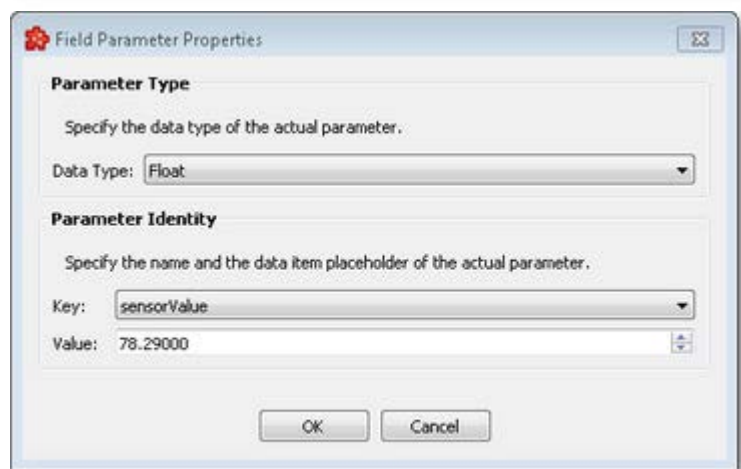 Field Parameter Properties
Parameter Type
Specify the data type of the actual parameter.
Data Type: Float
Parameter Identity
Specify the name and the data item placeholder of the actual parameter.
Key: sensorValue
Value: 78.29000
OK Cancel